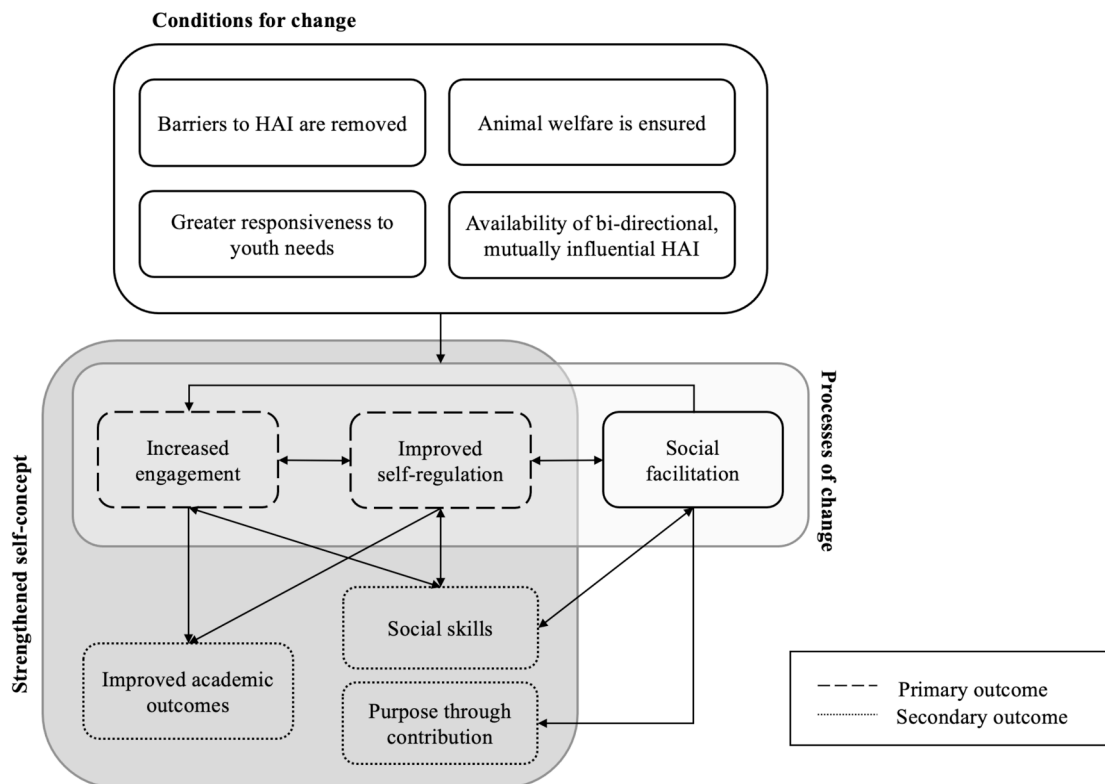 Conditions for change
Barriers to HAI are removed
Animal welfare is ensured
Greater responsiveness to
youth needs
Availability of bi-directional,
mutually influential HAI
Strengthened self-concept
Processes of change
Increased
engagement
Improved
self-regulation
Social
facilitation
Social skills
Improved academic
outcomes
Purpose through
contribution
Primary outcome
Secondary outcome